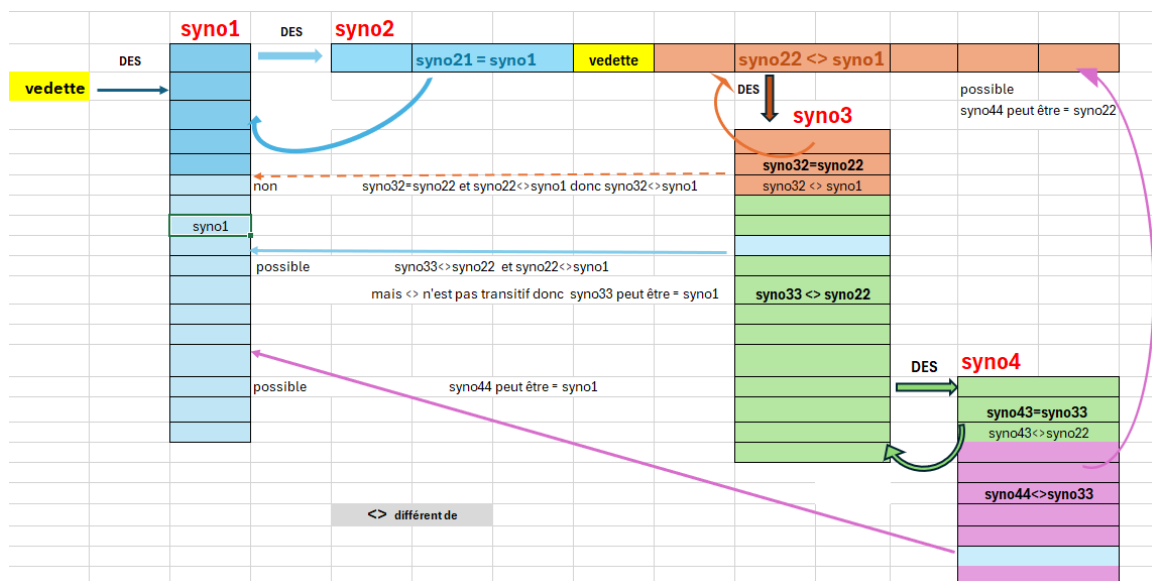 syno1
DES
syno2
DES
syno21 = syno1
vedette
syno22 <> syno1
vedette
DES
possible
syno3
syno44 peut être = syno22
syno32=syno22
non
syno32=syno22 et syno22<>syno1 donc syno32<>syno1
syno32 <> syno1
syno1
possible
syno33<>syno22 et syno22<>syno1
mais <> n'est pas transitif donc syno33 peut être = syno1
syno33 <> syno22
DES
syno4
possible
syno44 peut être = syno1
syno43=syno33
syno43<>syno22
syno44<>syno33
<> différent de